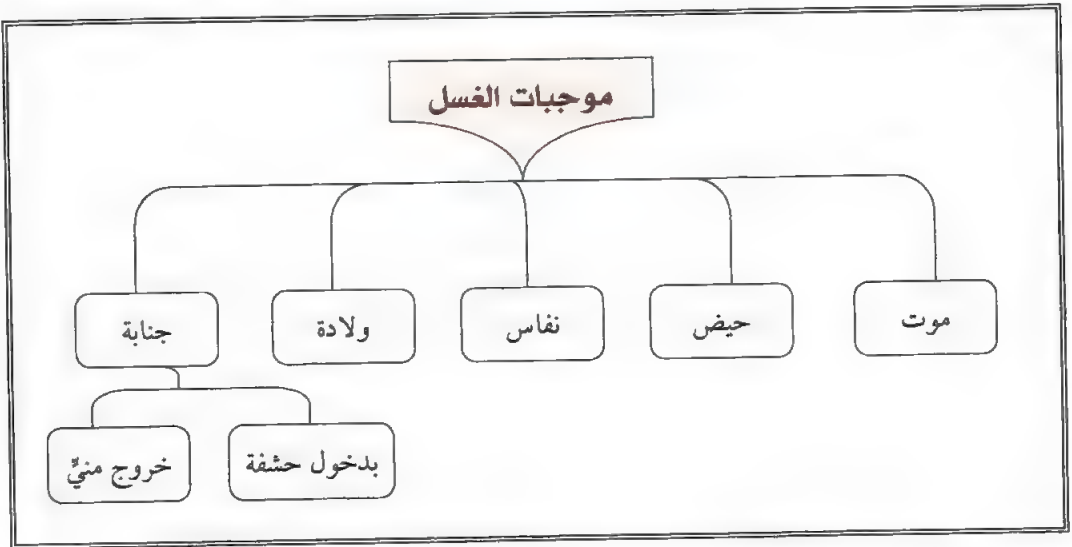 موجبات الغسل
موت
حيض
نفاس
ولادة
جنابة
بدخول حشفة
خروج منيٍّ